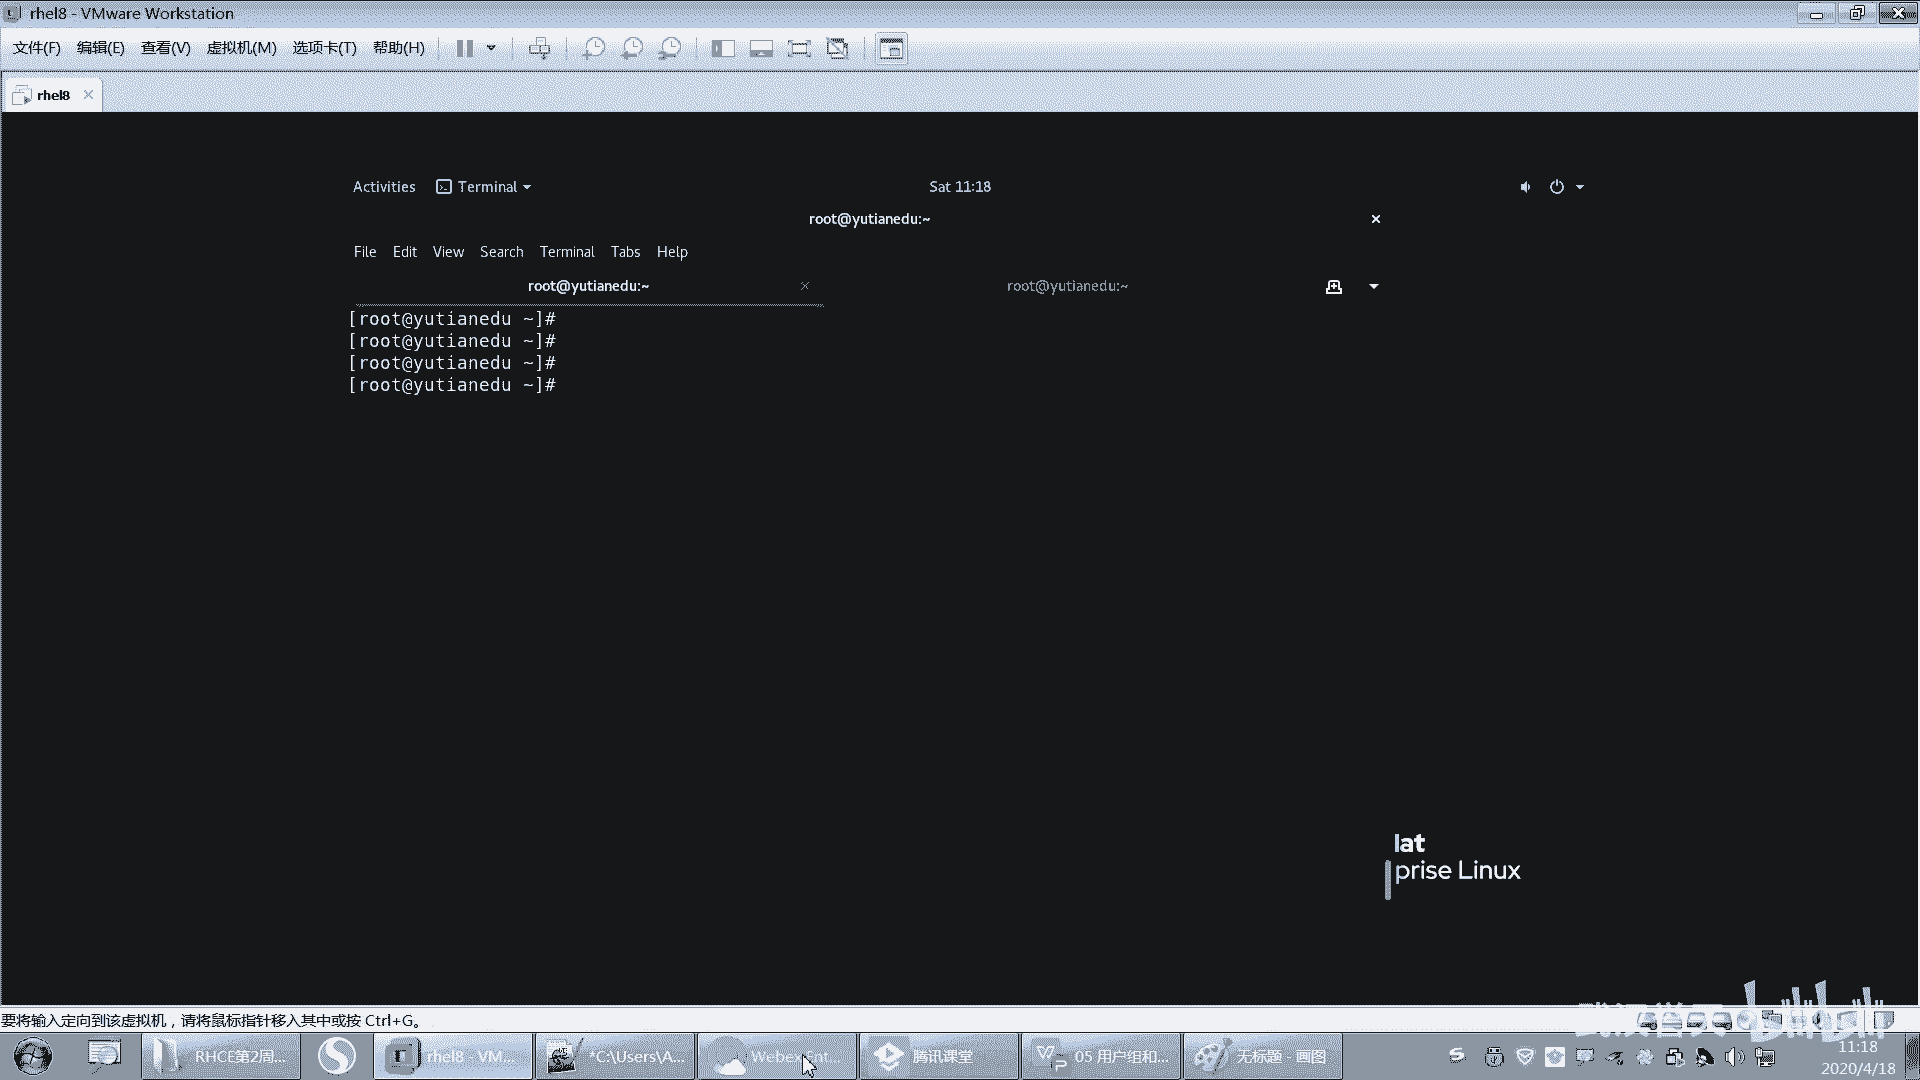 rhel8 - VMware Workstation
文件(F) 编辑(E) 查看(V) 虚拟机(M) 选项卡(T) 帮助(H)
rhel8
Activities Terminal Sat 11:18
root@yutianedu:~
File Edit View Search Terminal Tabs Help
root@yutianedu:~ root@yutianedu:~
[root@yutianedu ~]#
[root@yutianedu ~]#
[root@yutianedu ~]#
[root@yutianedu ~]#
lat
prise Linux
要将输入定向到该虚拟机，请将鼠标指针移入其中或按 Ctrl+G。
bilibili
RHCE第2周... rhel8 - VM... *C:\Users\A... Webex Ent... 腾讯课堂 05 用户组和... 无标题 - 画图
11:18
2020/4/18